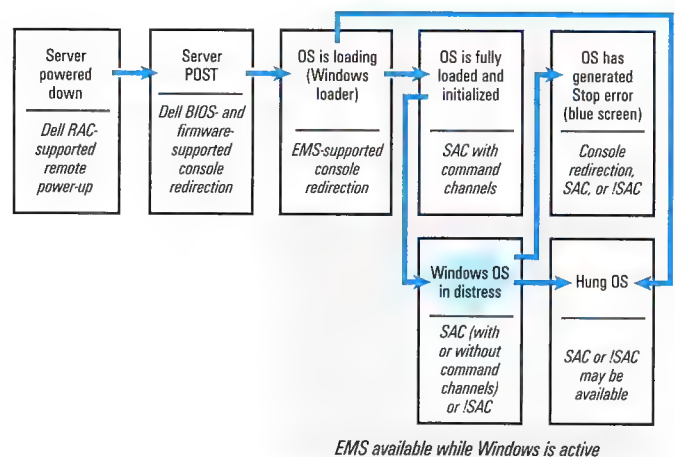 Server
powered
down
Dell RAC-
supported
remote
power-up
Server
POST
Dell BIOS- and
firmware-
supported
console
redirection
OS is loading
(Windows
loader)
EMS-supported
console
redirection
OS is fully
loaded and
initialized
SAC with
command
channels
OS has
generated
Stop error
(blue screen)
Console
redirection,
SAC, or !SAC
Windows OS
in distress
SAC (with
or without
command
channels)
or !SAC
Hung OS
SAC or !SAC
may be
available
EMS available while Windows is active